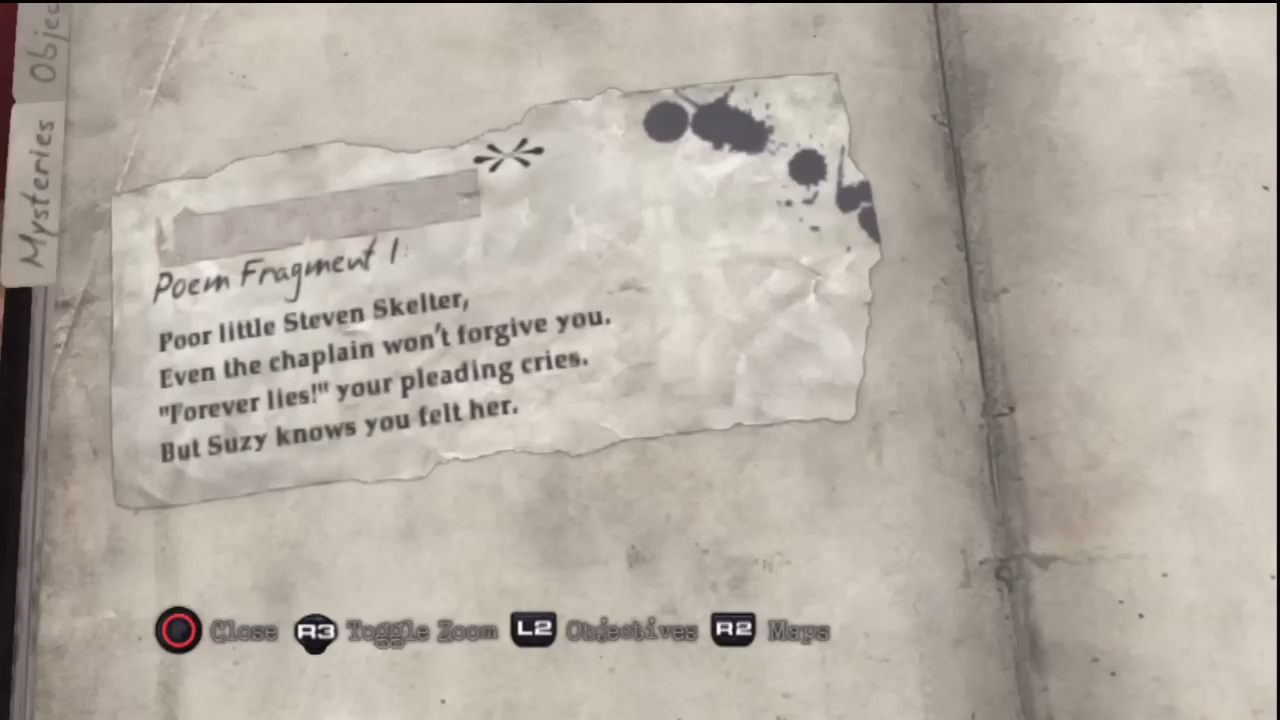 Objec
Mysteries
Poem Fragment 1:
Poor little Steven Skelter,
Even the chaplain won't forgive you.
"Forever lies!" your pleading cries.
But Suzy knows you felt her.
Close R3 Toggle Zoom L2 Objectives R2 Maps